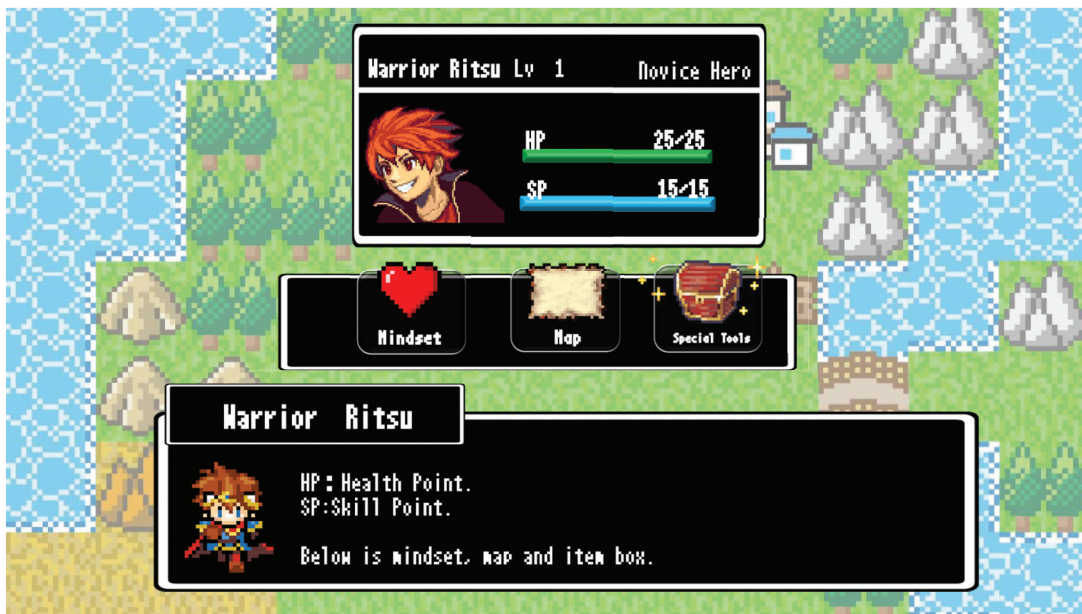 Warrior Ritsu Lv 1 Novice Hero
HP 25/25
SP 15/15
Mindset Map Special Tools
Warrior Ritsu
HP：Health Point.
SP:Skill Point.
Below is mindset, map and item box.